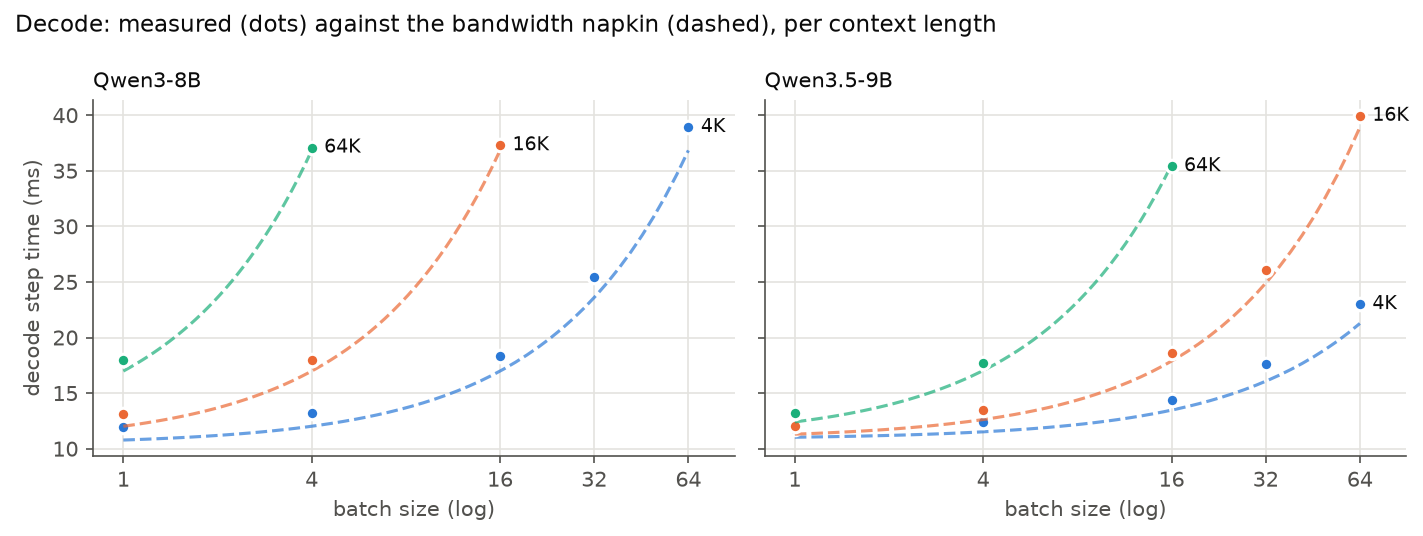 Decode: measured (dots) against the bandwidth napkin (dashed), per context length
Qwen3-8B
decode step time (ms)
40
35
30
25
20
15
10
64K
16K
4K
1
4
16
32
64
batch size (log)
Qwen3.5-9B
16K
64K
4K
1
4
16
32
64
batch size (log)